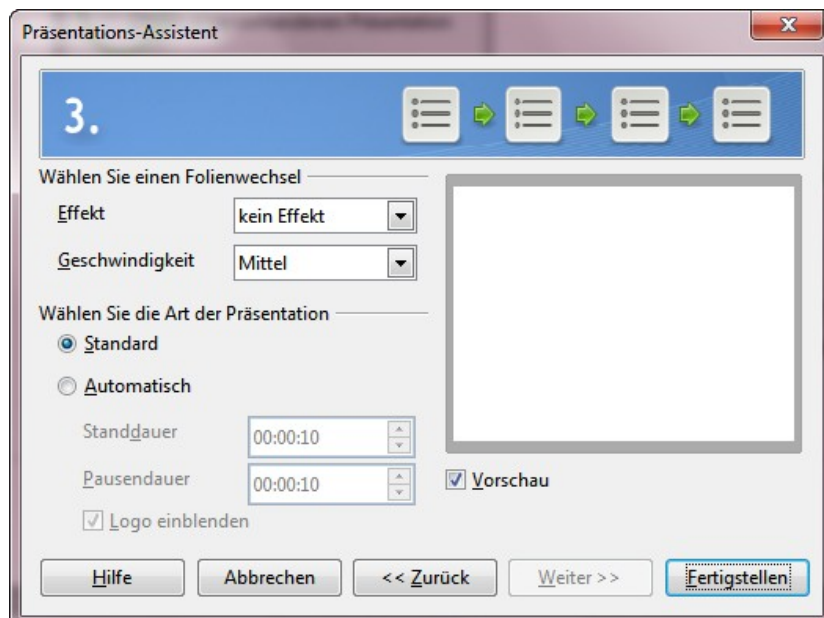 Präsentations-Assistent
3.
Wählen Sie einen Folienwechsel
Effekt
kein Effekt
Geschwindigkeit
Mittel
Wählen Sie die Art der Präsentation
Standard
Automatisch
Standdauer
00:00:10
Pausendauer
00:00:10
Vorschau
Logo einblenden
Hilfe
Abbrechen
<< Zurück
Weiter >>
Fertigstellen